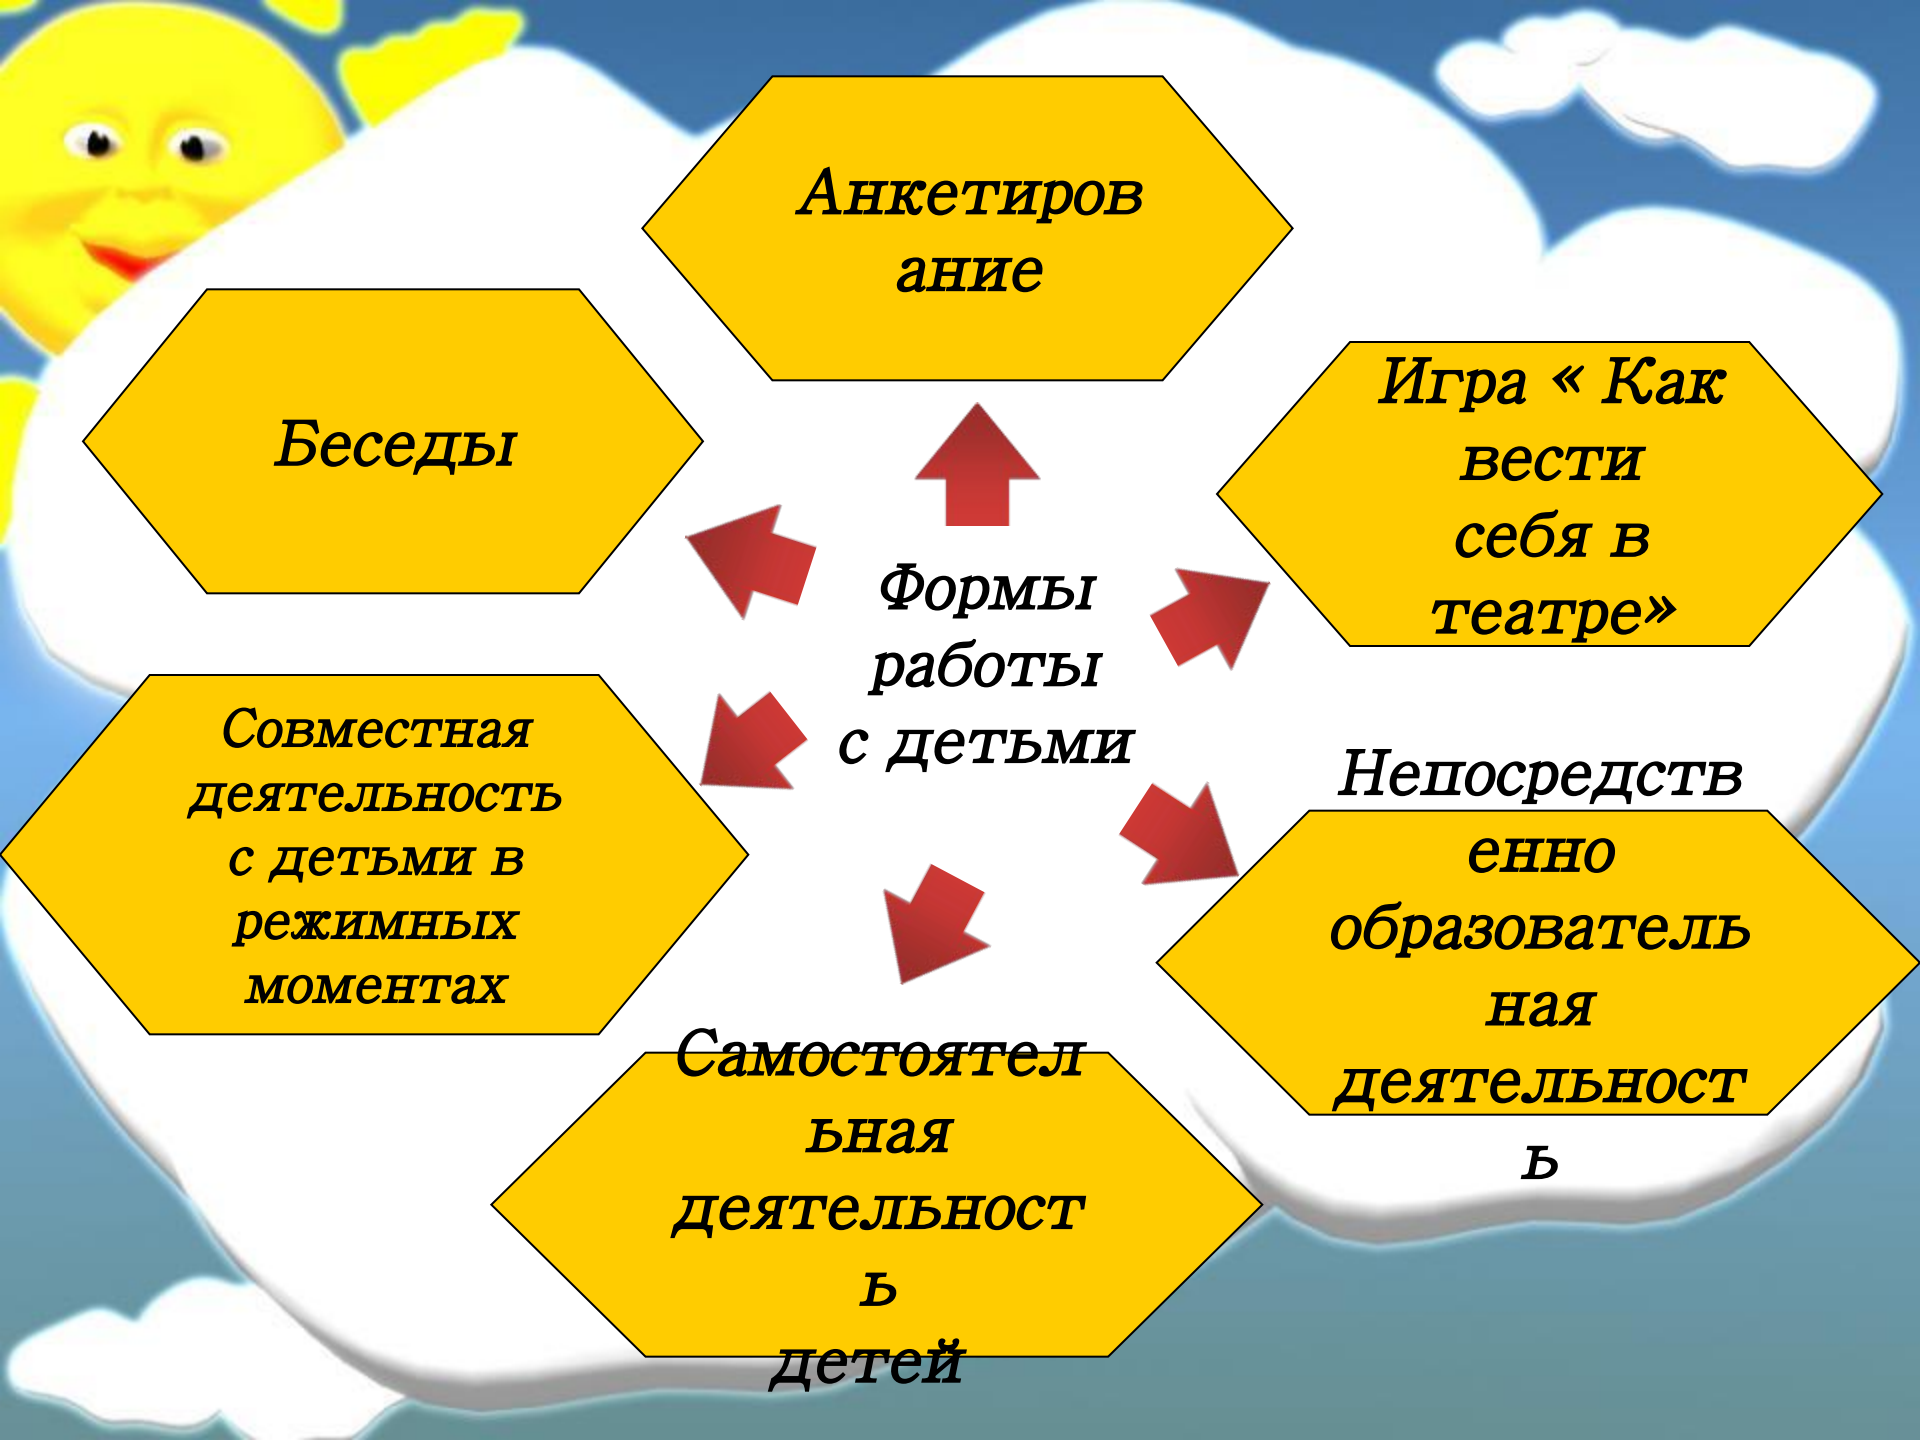 Анкетиров
ание
Беседы
Игра « Как
вести
себя в
театре»
Формы
работы
с детьми
Совместная
деятельность
с детьми в
режимных
моментах
Непосредств
енно
образователь
ная
деятельност
ь
Самостоятел
ьная
деятельност
ь
детей